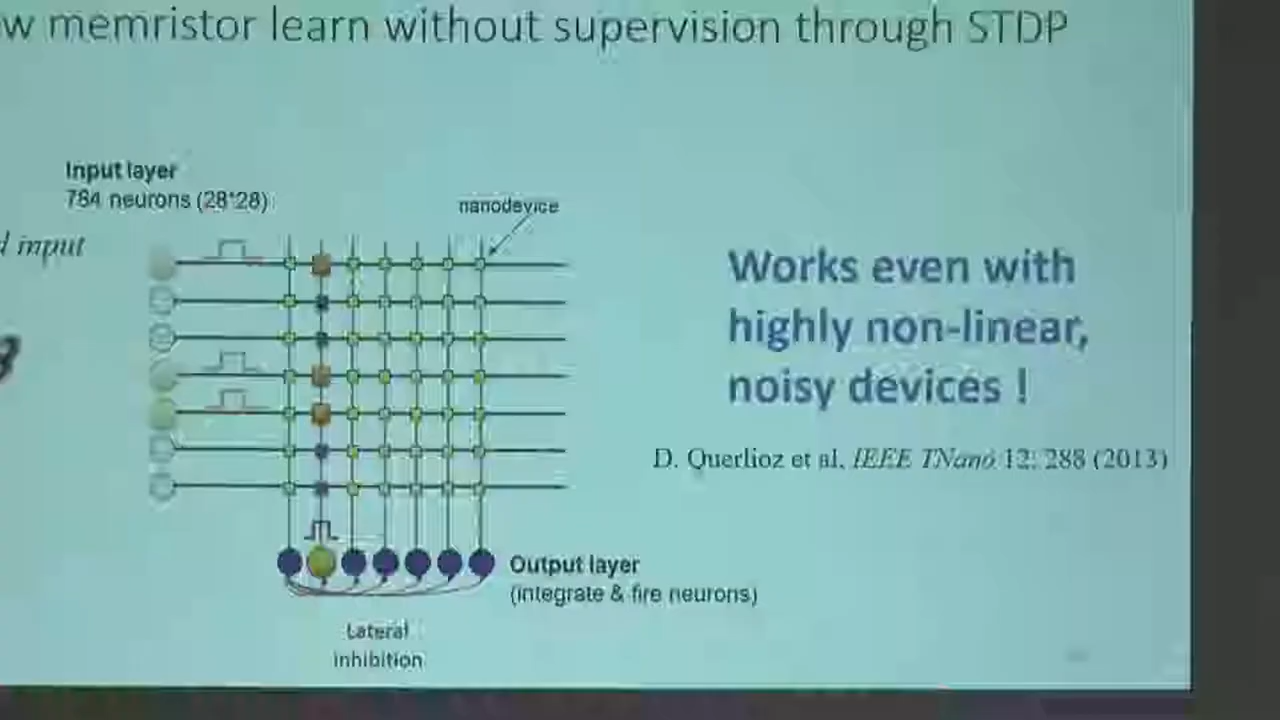 w memristor learn without supervision through STDP
Input layer
784 neurons (28*28)
d input
nanodevice
3
Works even with
highly non-linear,
noisy devices !
D. Querlioz et al, IEEE TNano 12: 288 (2013)
Output layer
(integrate & fire neurons)
Lateral
inhibition